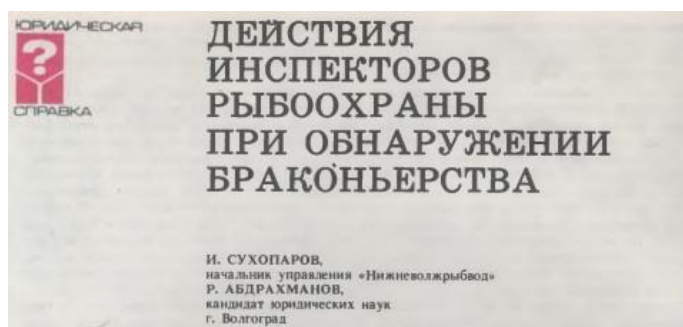 ЮРИДИЧЕСКАЯ
?
СПРАВКА
ДЕЙСТВИЯ
ИНСПЕКТОРОВ
РЫБООХРАНЫ
ПРИ ОБНАРУЖЕНИИ
БРАКОНЬЕРСТВА
И. СУХОПАРОВ,
начальник управления «Нижневолжрыбвод»
Р. АБДРАХМАНОВ,
кандидат юридических наук
г. Волгоград